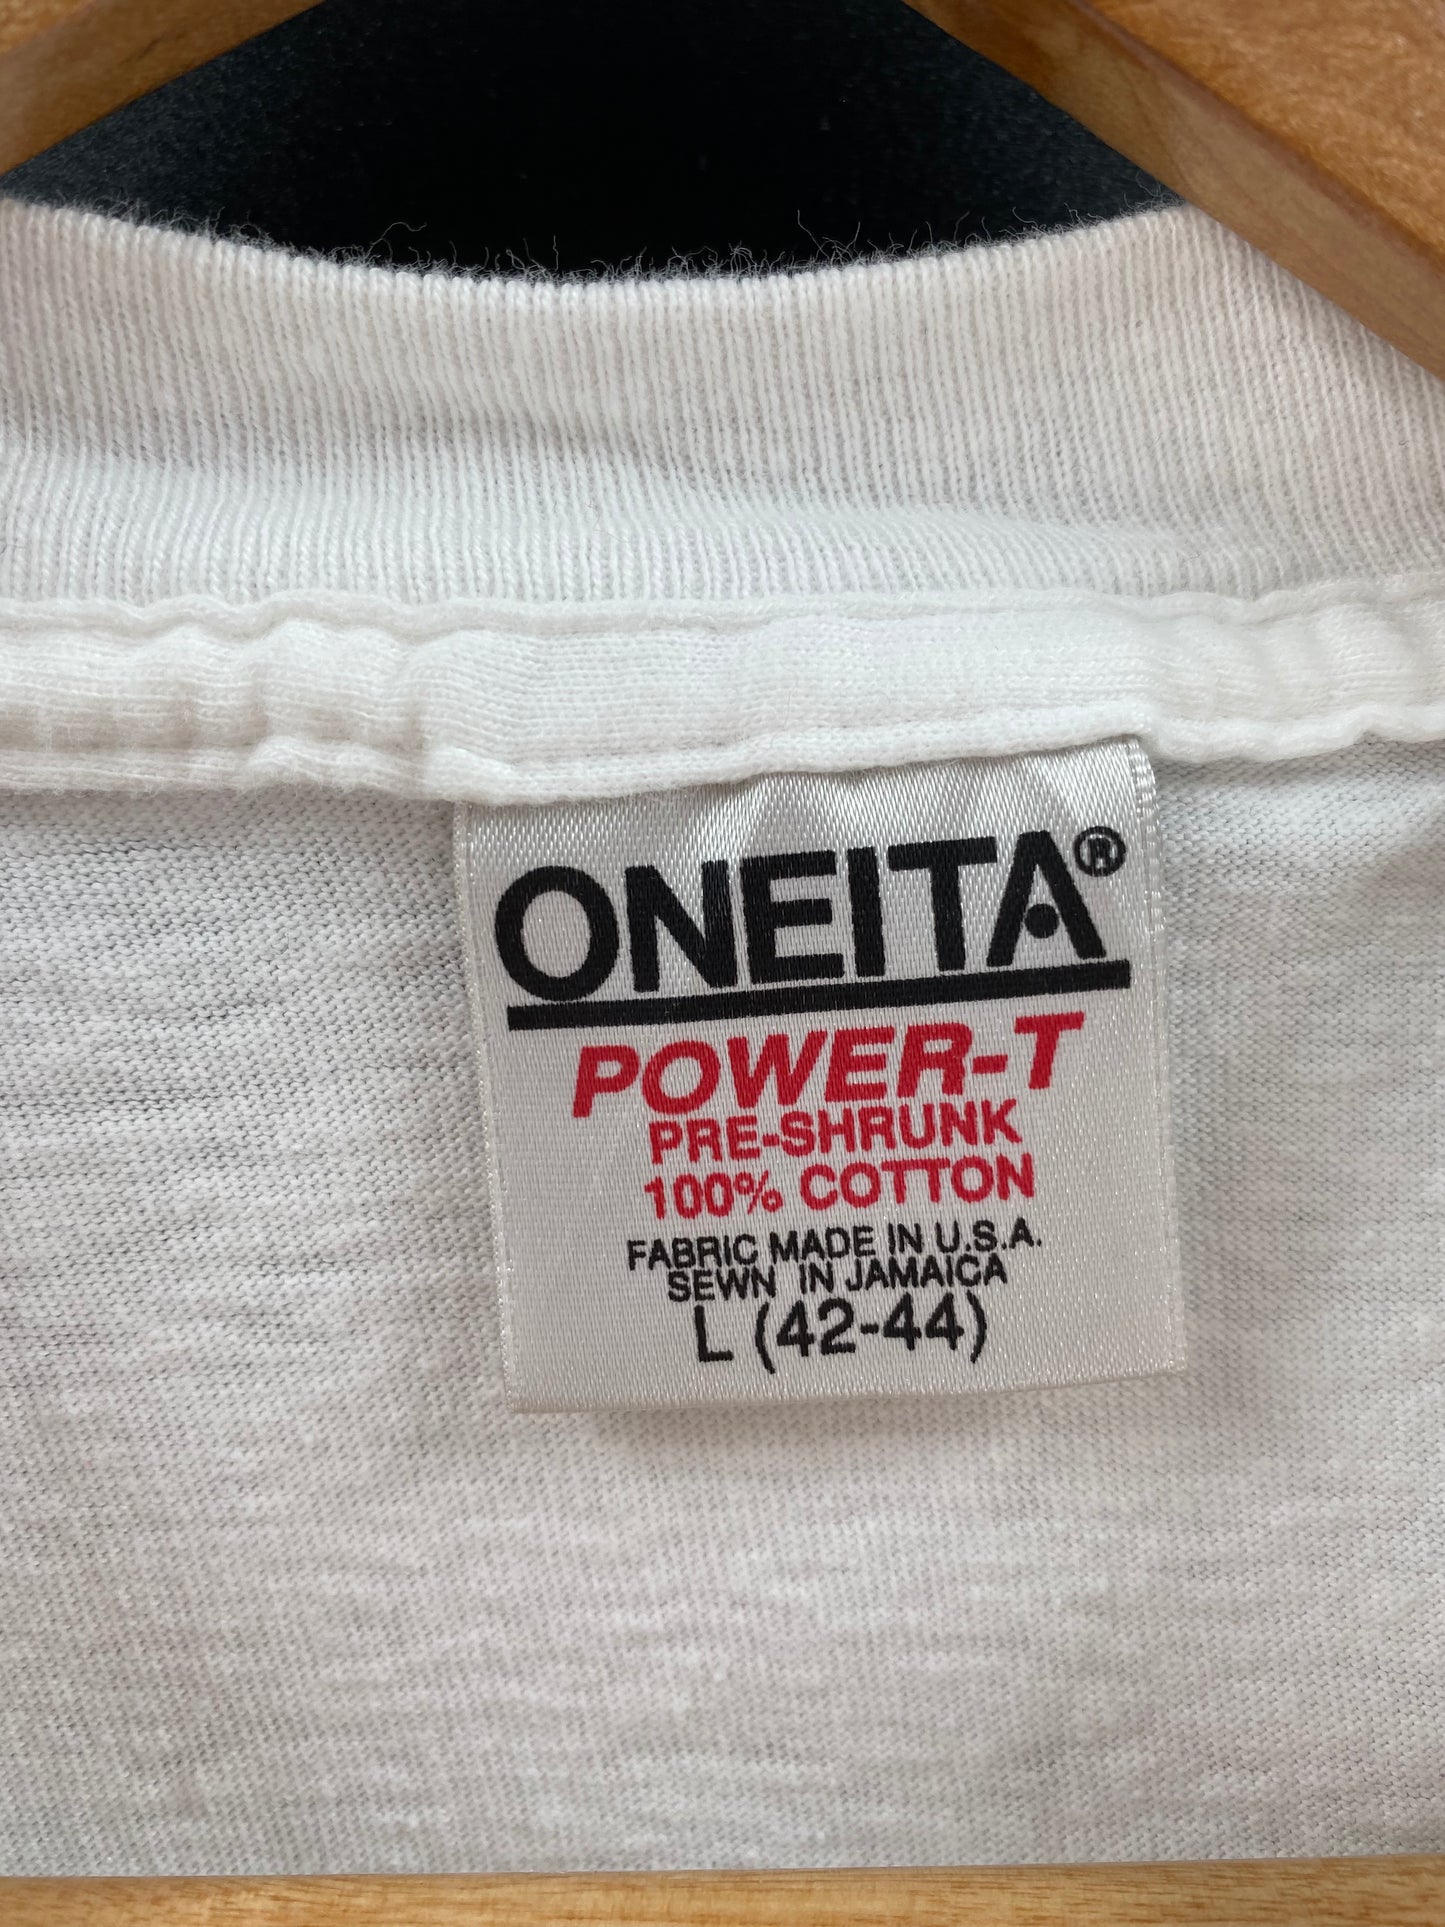 ONEITA®
POWER-T
PRE-SHRUNK
100% COTTON
FABRIC MADE IN U.S.A.
SEWN IN JAMAICA
L (42-44)